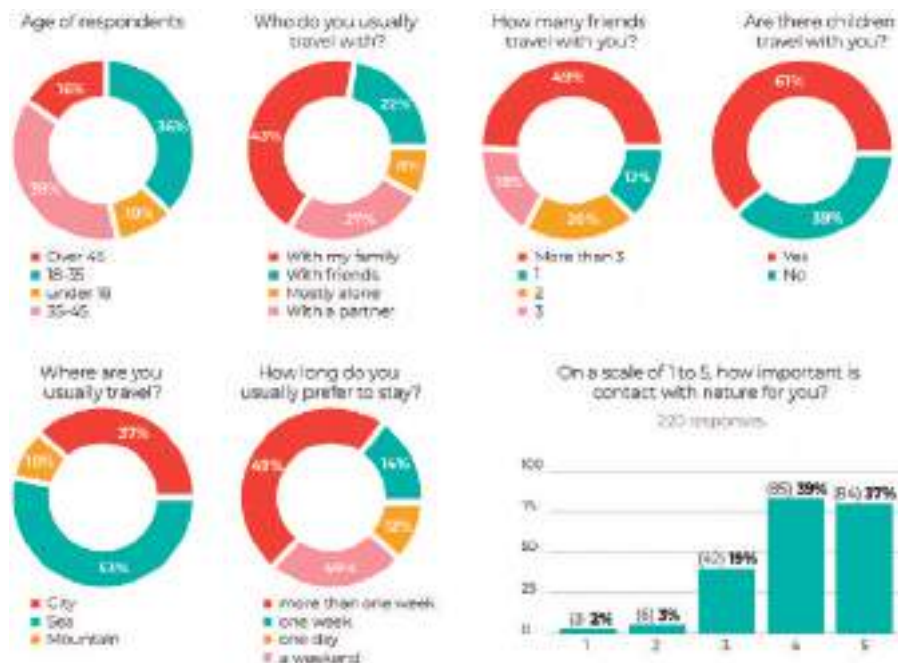 Age of respondents
16%
36%
38%
10%
Over 45
18-35
under 18
35-45
Who do you usually
travel with?
43%
22%
8%
27%
With my family
With friends
Mostly alone
With a partner
How many friends
travel with you?
49%
12%
20%
More than 3
1
2
3
Are there children
travel with you?
61%
39%
Yes
No
Where are you
usually travel?
37%
10%
53%
City
Sea
Mountain
How long do you
usually prefer to stay?
49%
14%
12%
more than one week
one week
one day
a weekend
On a scale of 1 to 5, how important is
contact with nature for you?
220 responses
100
75
50
25
0
(3) 2%
(6) 3%
(42) 19%
(85) 39%
(84) 37%
1
2
3
4
5